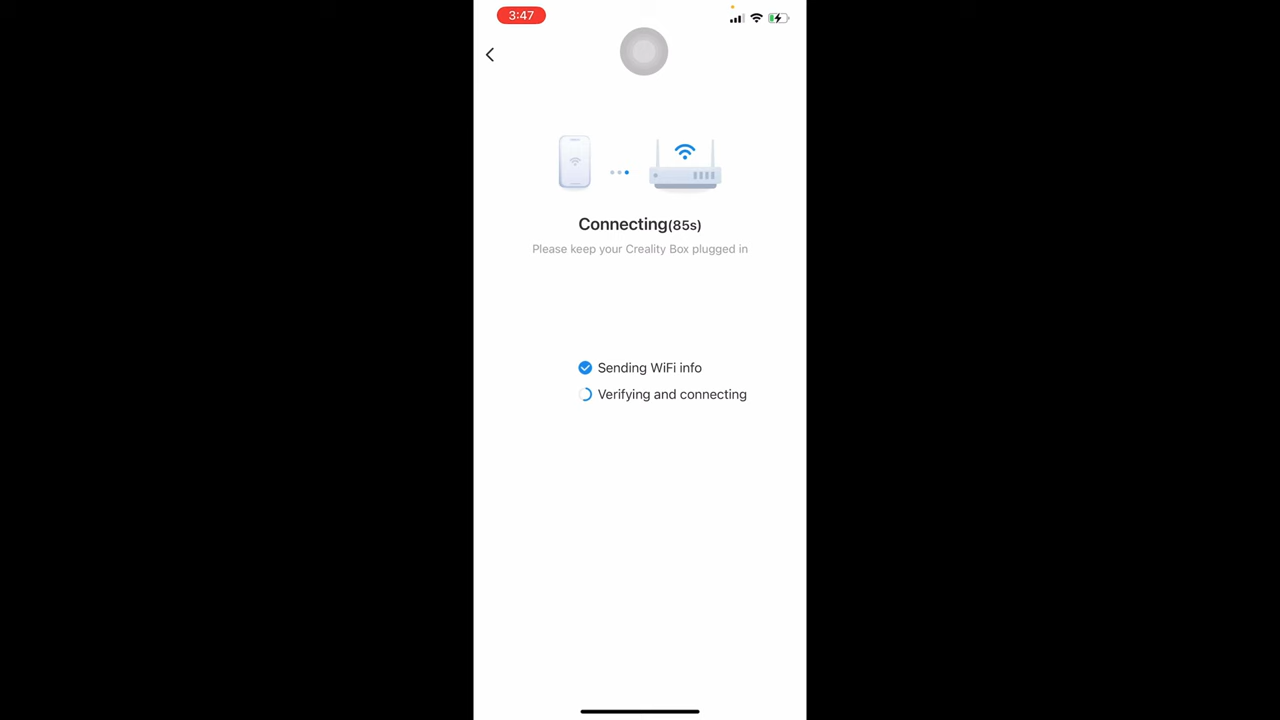 3:47
Connecting(85s)
Please keep your Creality Box plugged in
Sending WiFi info
Verifying and connecting